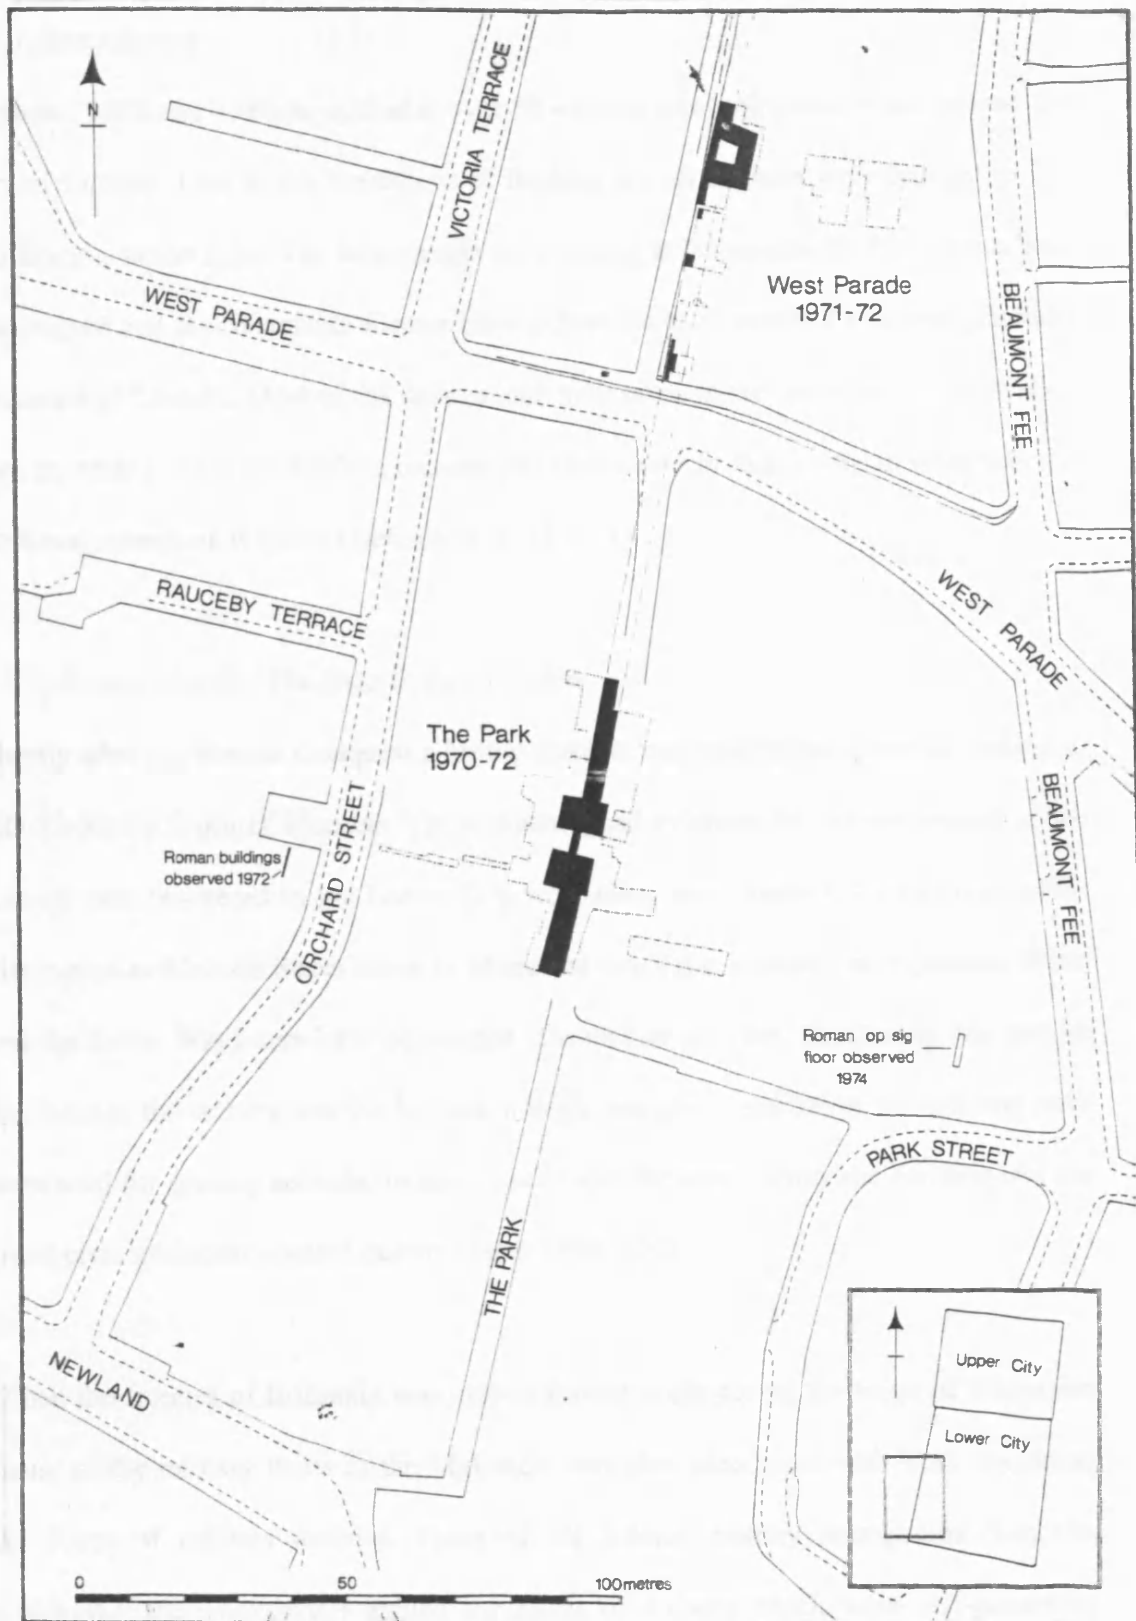 N
VICTORIA TERRACE
WEST PARADE
West Parade
1971-72
BEAUMONT FEE
RAUCEBY TERRACE
WEST PARADE
The Park
1970-72
ORCHARD STREET
Roman buildings
observed 1972
BEAUMONT FEE
Roman op sig
floor observed
1974
PARK STREET
THE PARK
NEWLAND
Upper City
Lower City
0 50 100metres